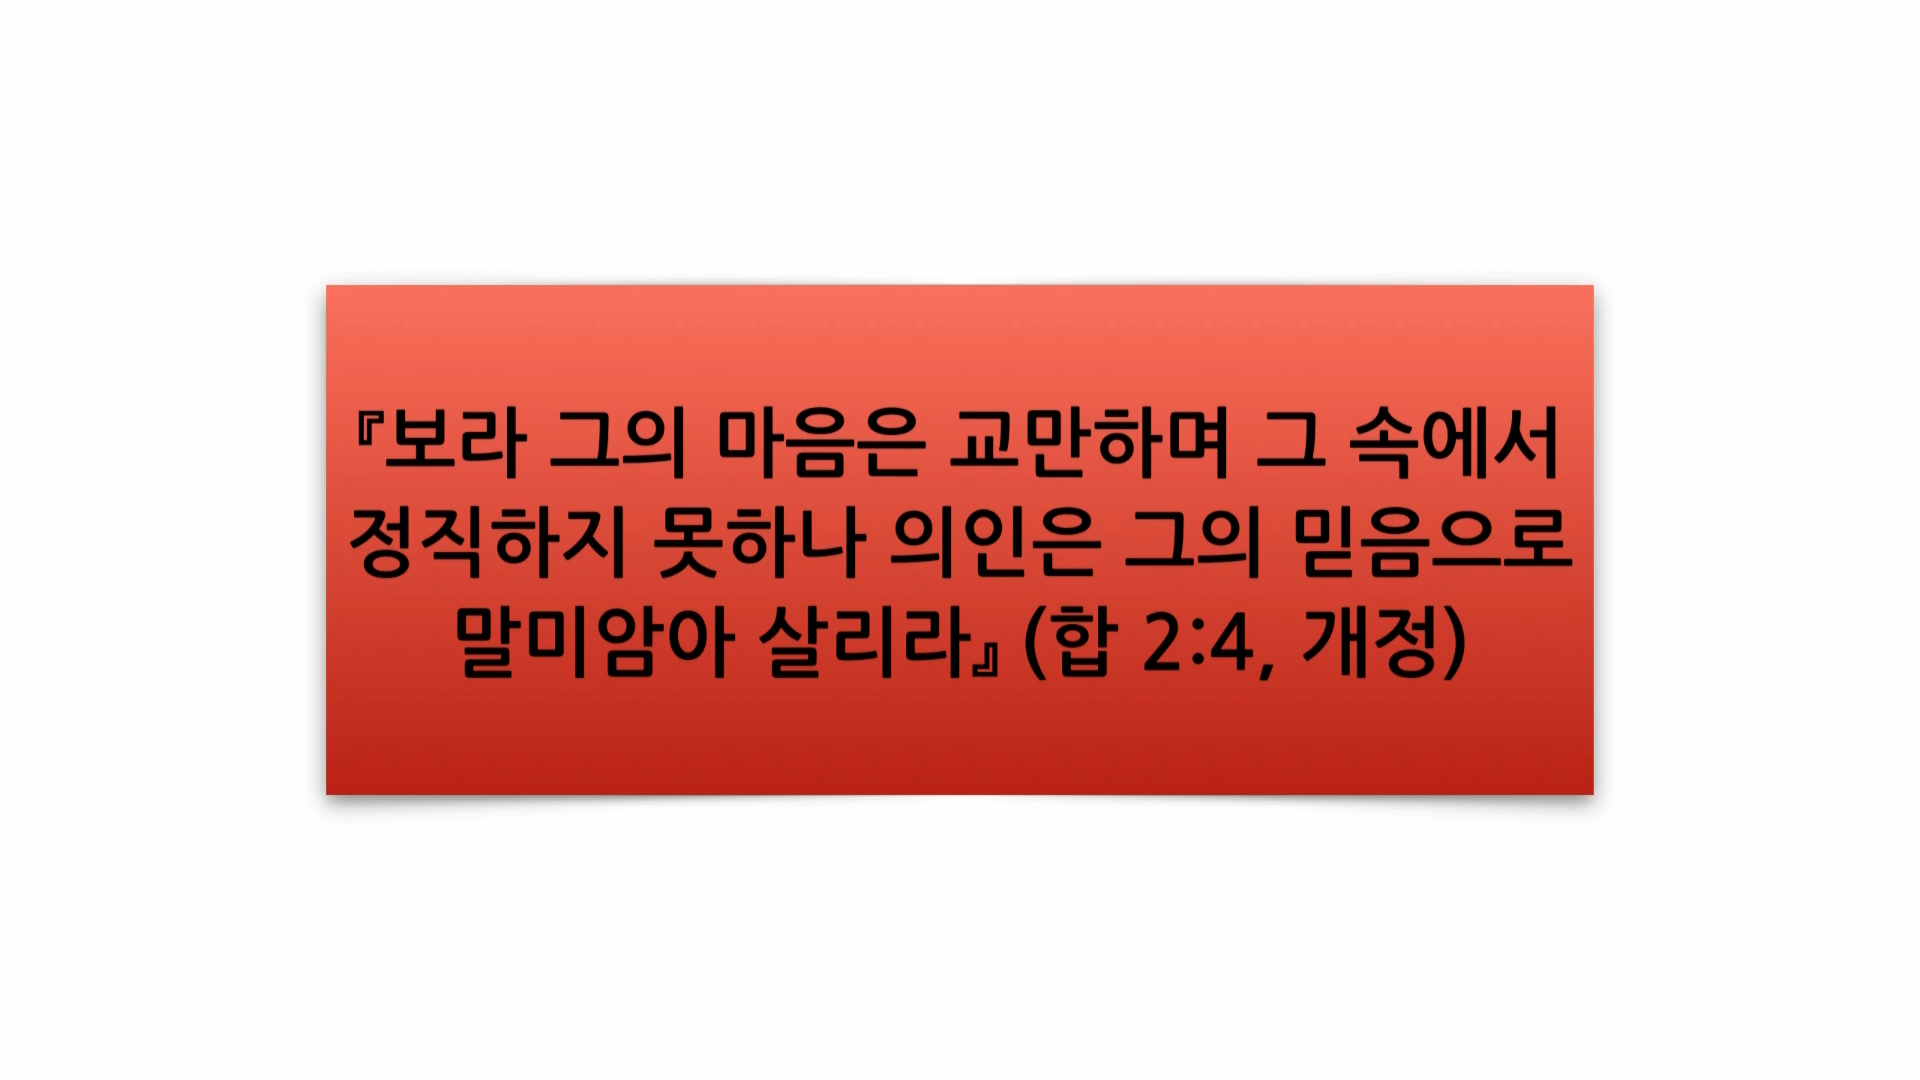 『보라 그의 마음은 교만하며 그 속에서
정직하지 못하나 의인은 그의 믿음으로
말미암아 살리라』 (합 2:4, 개정)